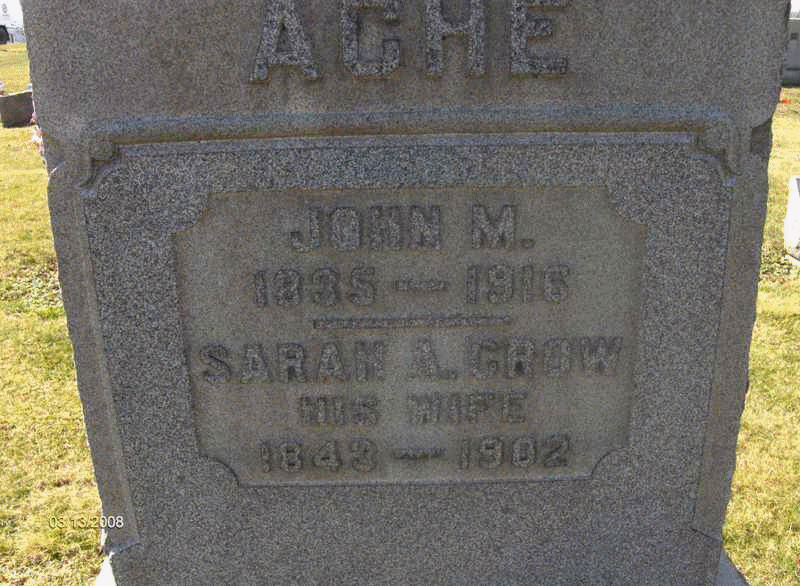 ACHE
JOHN M.
1835 — 1916
SARAH A. CROW
HIS WIFE
1843 — 1902
03/13/2008